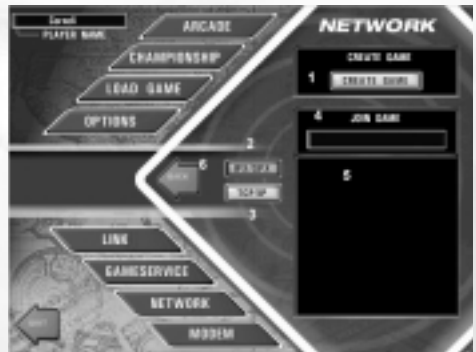 NETWORK
ARCADE
PLAYER NAME
CHAMPIONSHIP
LOAD GAME
OPTIONS
CREATE GAME
1
CREATE GAME
4
JOIN GAME
2
6
5
TCP/IP
3
LINK
GAMESERVICE
NETWORK
MODEM